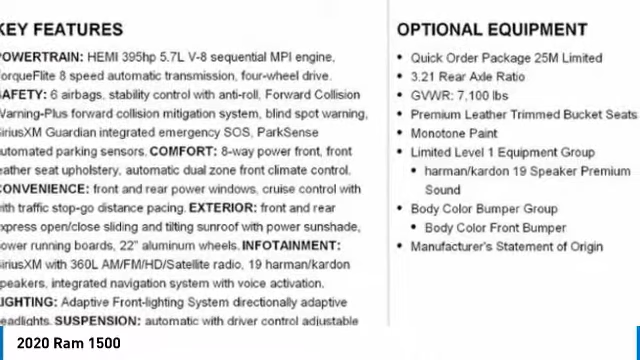 KEY FEATURES
POWERTRAIN: HEMI 395hp 5.7L V-8 sequential MPI engine,
TorqueFlite 8 speed automatic transmission, four-wheel drive.
SAFETY: 6 airbags, stability control with anti-roll, Forward Collision
Warning-Plus forward collision mitigation system, blind spot warning,
SiriusXM Guardian integrated emergency SOS, ParkSense
automated parking sensors. COMFORT: 8-way power front, front
leather seat upholstery, automatic dual zone front climate control.
CONVENIENCE: front and rear power windows, cruise control with
with traffic stop-go distance pacing. EXTERIOR: front and rear
express open/close sliding and tilting sunroof with power sunshade,
power running boards, 22" aluminum wheels. INFOTAINMENT:
SiriusXM with 360L AM/FM/HD/Satellite radio, 19 harman/kardon
speakers, integrated navigation system with voice activation.
LIGHTING: Adaptive Front-lighting System directionally adaptive
headlights. SUSPENSION: automatic with driver control adjustable
OPTIONAL EQUIPMENT
• Quick Order Package 25M Limited
• 3.21 Rear Axle Ratio
• GVWR: 7,100 lbs
• Premium Leather Trimmed Bucket Seats
• Monotone Paint
• Limited Level 1 Equipment Group
• harman/kardon 19 Speaker Premium
Sound
• Body Color Bumper Group
• Body Color Front Bumper
• Manufacturer's Statement of Origin
2020 Ram 1500